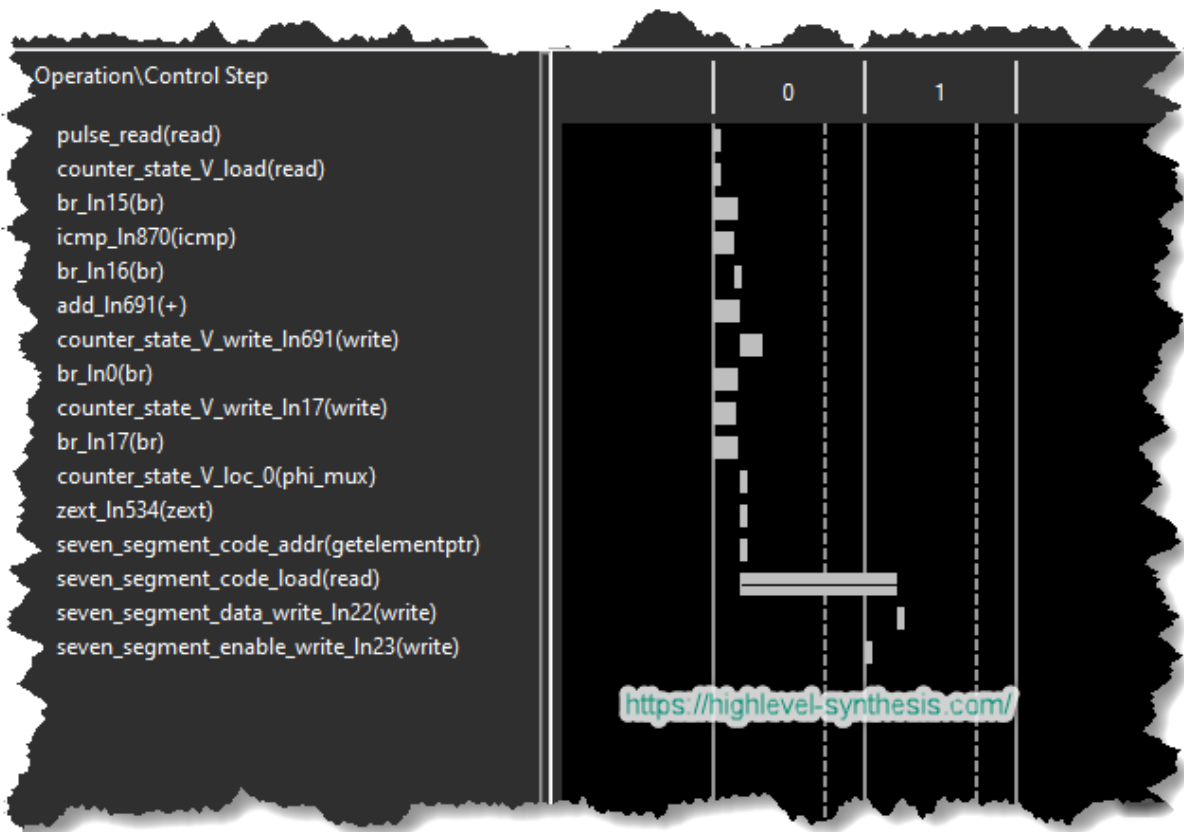 Operation\Control Step
0 1
pulse_read(read)
counter_state_V_load(read)
br_ln15(br)
icmp_ln870(icmp)
br_ln16(br)
add_ln691(+)
counter_state_V_write_ln691(write)
br_ln0(br)
counter_state_V_write_ln17(write)
br_ln17(br)
counter_state_V_loc_0(phi_mux)
zext_ln534(zext)
seven_segment_code_addr(getelementptr)
seven_segment_code_load(read)
seven_segment_data_write_ln22(write)
seven_segment_enable_write_ln23(write)
https://highlevel-synthesis.com/